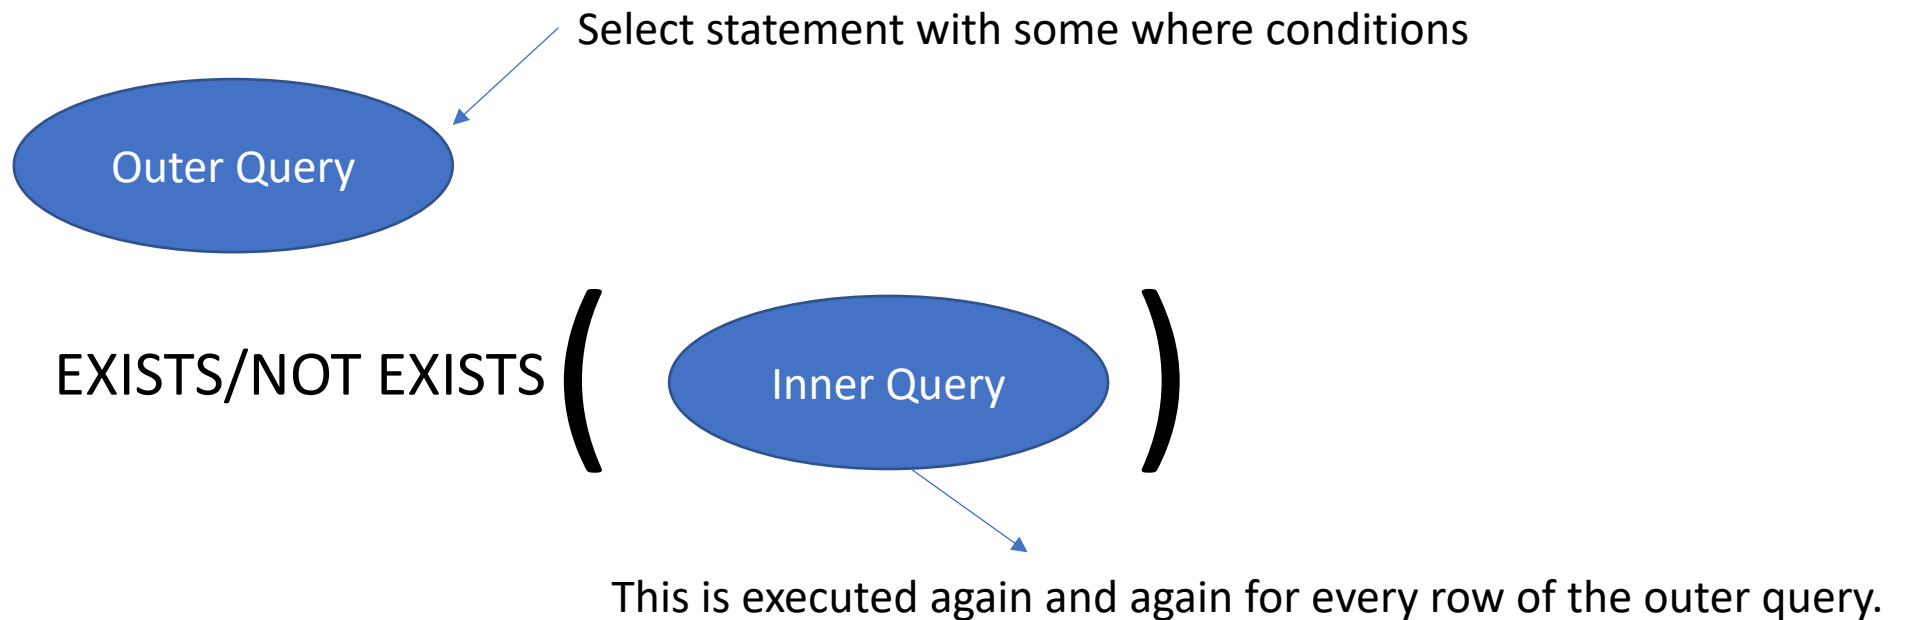 Select statement with some where conditions
Outer Query
EXISTS/NOT EXISTS ( Inner Query )
This is executed again and again for every row of the outer query.